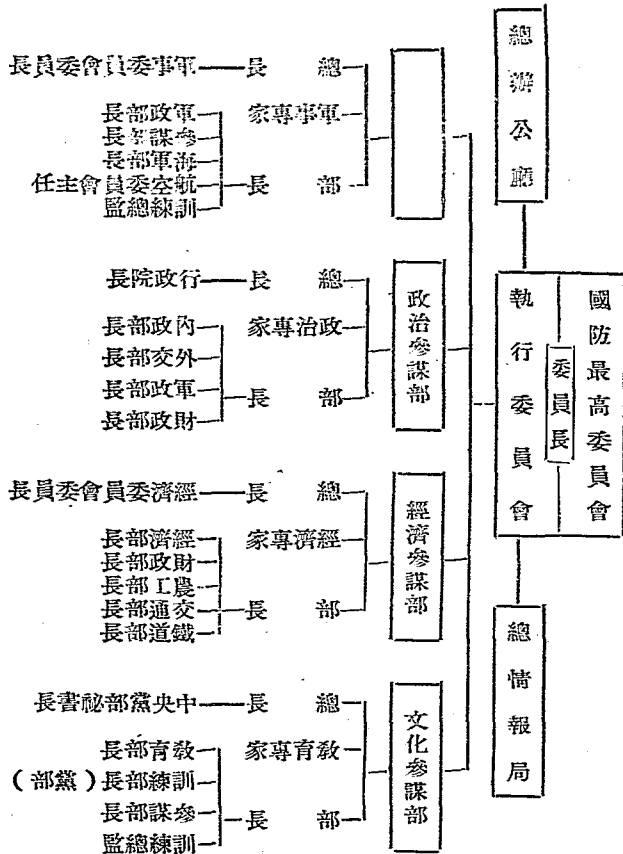 總辦公廳
國防最高委員會
委員長
執行委員會
總情報局
總長
軍事委員會委員長
軍事專家
部長
軍政部長
參謀部長
海軍部長
航空委員會主任
訓練總監
政治參謀部
總長
行政院長
政治專家
部長
內政部長
外交部長
軍政部長
財政部長
經濟參謀部
總長
經濟委員會委員長
經濟專家
部長
經濟部長
財政部長
農工部長
交通部長
鐵道部長
文化參謀部
總長
中央黨部祕書長
教育專家
部長
教育部長
訓練部長（黨部）
參謀部長
訓練總監